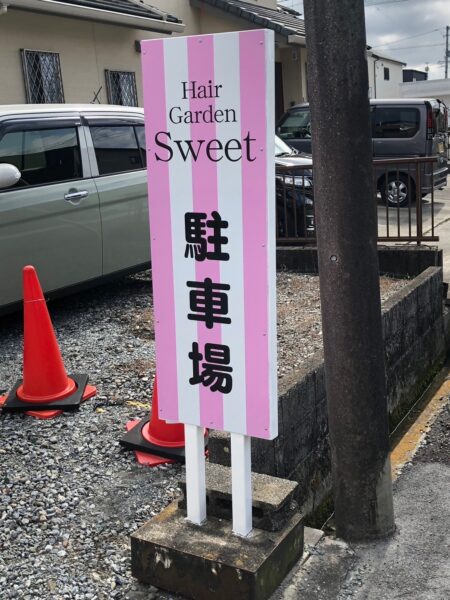 Hair
Garden
Sweet
駐車場